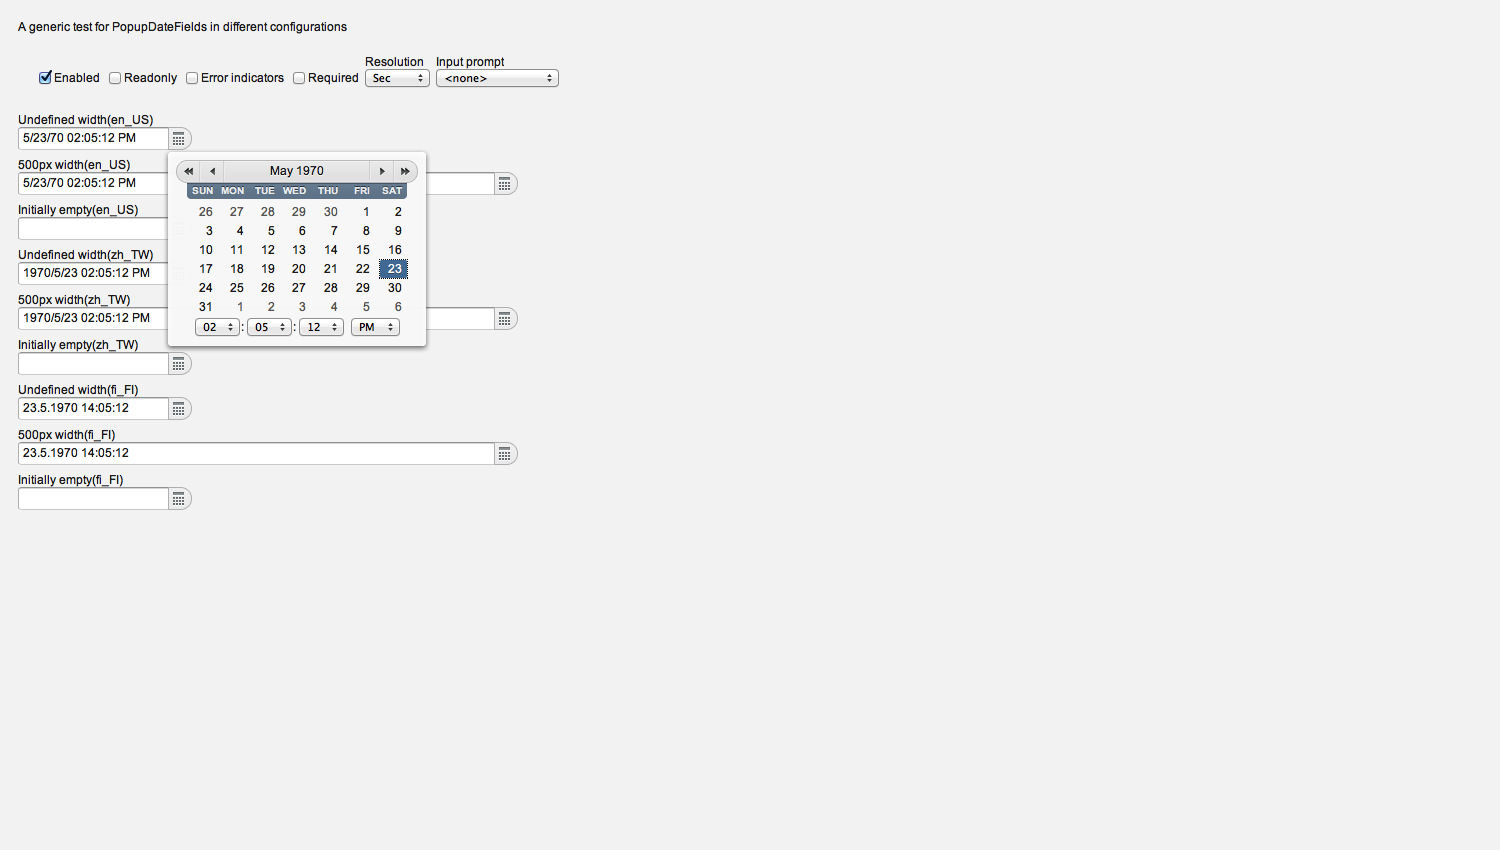 A generic test for PopupDateFields in different configurations
Resolution Input prompt
Enabled Readonly Error indicators Required Sec <none>
Undefined width(en_US)
5/23/70 02:05:12 PM
500px width(en_US)
5/23/70 02:05:12 PM
Initially empty(en_US)
Undefined width(zh_TW)
1970/5/23 02:05:12 PM
500px width(zh_TW)
1970/5/23 02:05:12 PM
Initially empty(zh_TW)
Undefined width(fi_FI)
23.5.1970 14:05:12
500px width(fi_FI)
23.5.1970 14:05:12
Initially empty(fi_FI)
May 1970
SUN MON TUE WED THU FRI SAT
26 27 28 29 30 1 2
3 4 5 6 7 8 9
10 11 12 13 14 15 16
17 18 19 20 21 22 23
24 25 26 27 28 29 30
31 1 2 3 4 5 6
02 : 05 : 12 PM